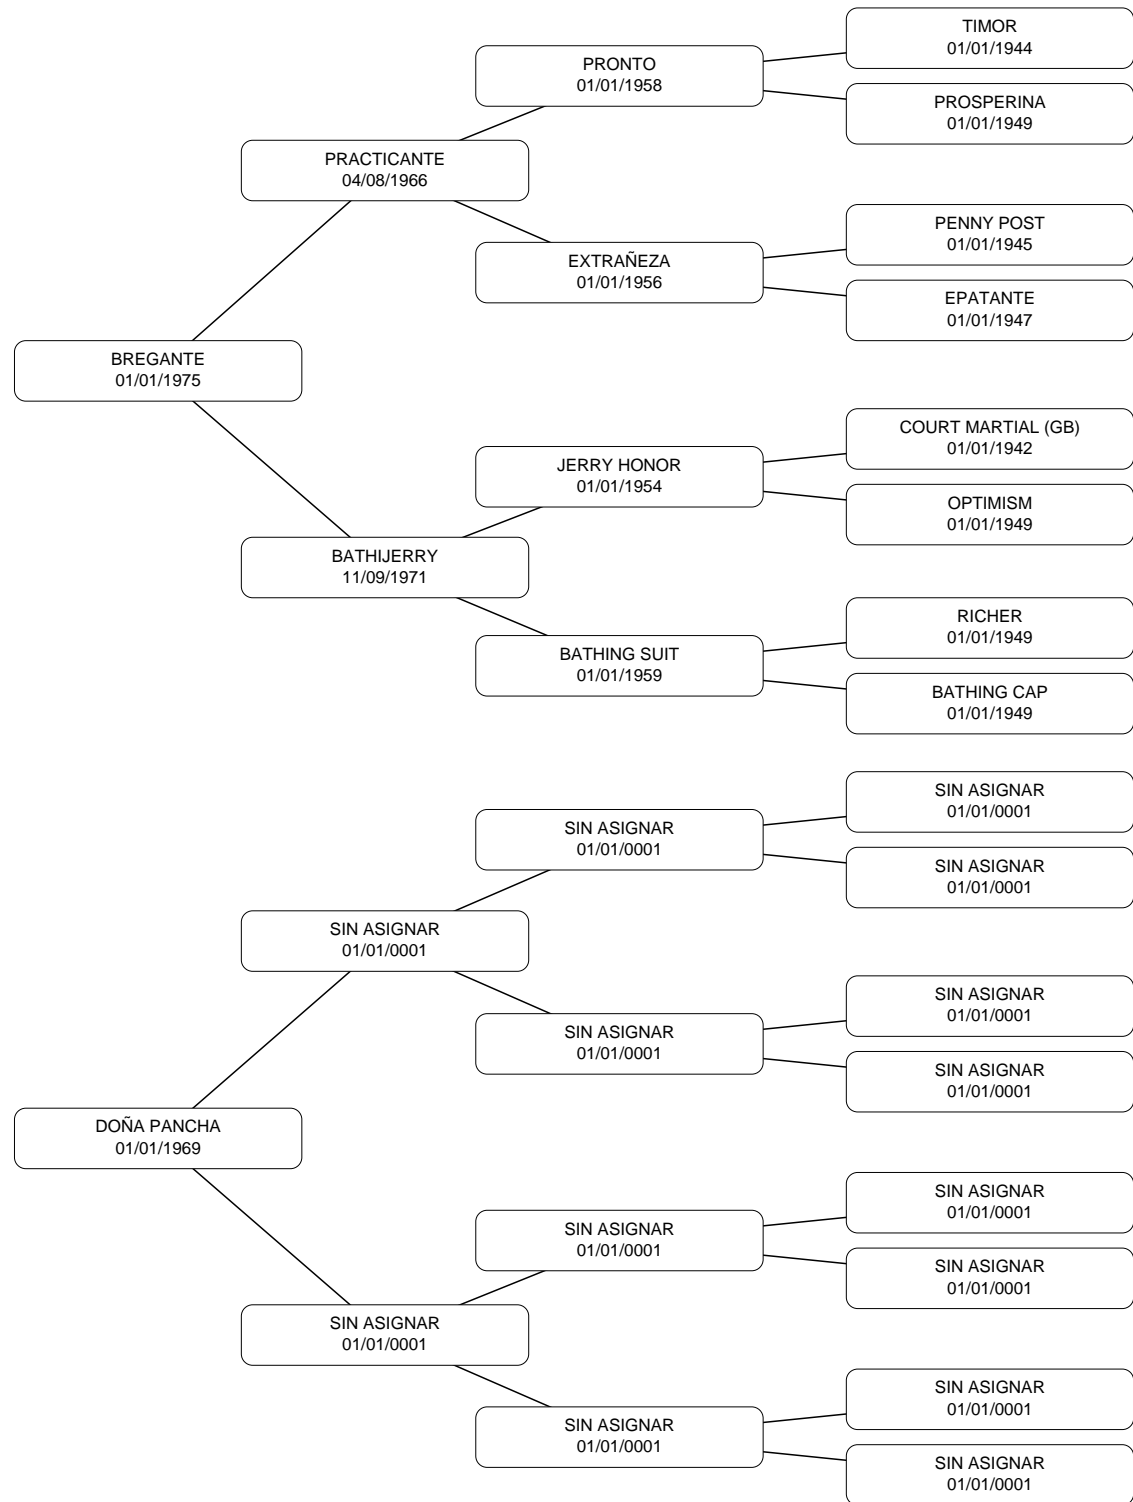 TIMOR
01/01/1944
PRONTO
01/01/1958
PROSPERINA
01/01/1949
PRACTICANTE
04/08/1966
PENNY POST
01/01/1945
EXTRAÑEZA
01/01/1956
EPATANTE
01/01/1947
BREGANTE
01/01/1975
COURT MARTIAL (GB)
01/01/1942
JERRY HONOR
01/01/1954
OPTIMISM
01/01/1949
BATHIJERRY
11/09/1971
RICHER
01/01/1949
BATHING SUIT
01/01/1959
BATHING CAP
01/01/1949
SIN ASIGNAR
01/01/0001
SIN ASIGNAR
01/01/0001
SIN ASIGNAR
01/01/0001
SIN ASIGNAR
01/01/0001
SIN ASIGNAR
01/01/0001
SIN ASIGNAR
01/01/0001
SIN ASIGNAR
01/01/0001
DOÑA PANCHA
01/01/1969
SIN ASIGNAR
01/01/0001
SIN ASIGNAR
01/01/0001
SIN ASIGNAR
01/01/0001
SIN ASIGNAR
01/01/0001
SIN ASIGNAR
01/01/0001
SIN ASIGNAR
01/01/0001
SIN ASIGNAR
01/01/0001